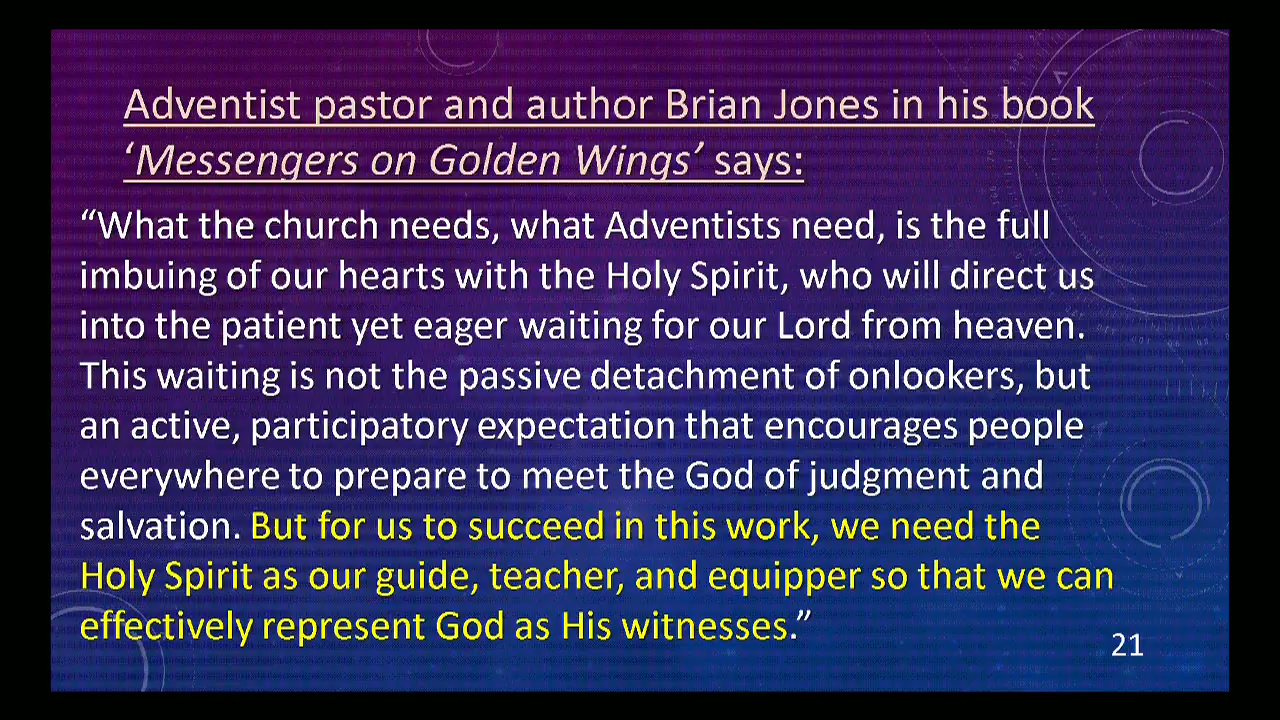 Adventist pastor and author Brian Jones in his book
‘Messengers on Golden Wings’ says:
“What the church needs, what Adventists need, is the full
imbuing of our hearts with the Holy Spirit, who will direct us
into the patient yet eager waiting for our Lord from heaven.
This waiting is not the passive detachment of onlookers, but
an active, participatory expectation that encourages people
everywhere to prepare to meet the God of judgment and
salvation. But for us to succeed in this work, we need the
Holy Spirit as our guide, teacher, and equipper so that we can
effectively represent God as His witnesses.”
21